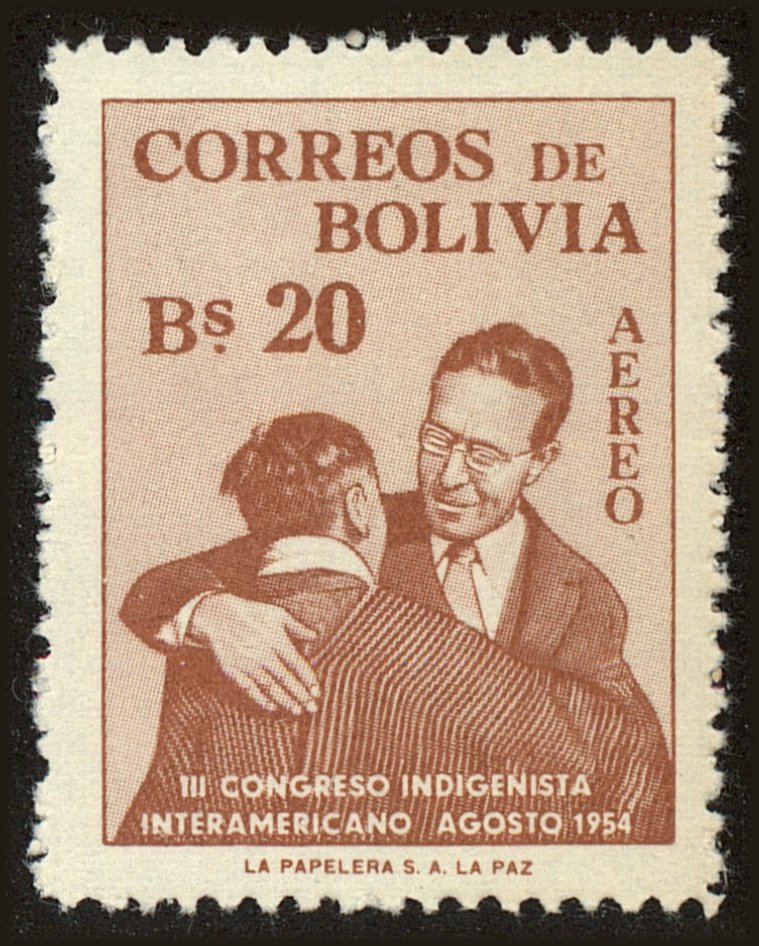 CORREOS DE
BOLIVIA
Bs. 20
AEREO
III CONGRESO INDIGENISTA
INTERAMERICANO AGOSTO 1954
LA PAPELERA S. A. LA PAZ